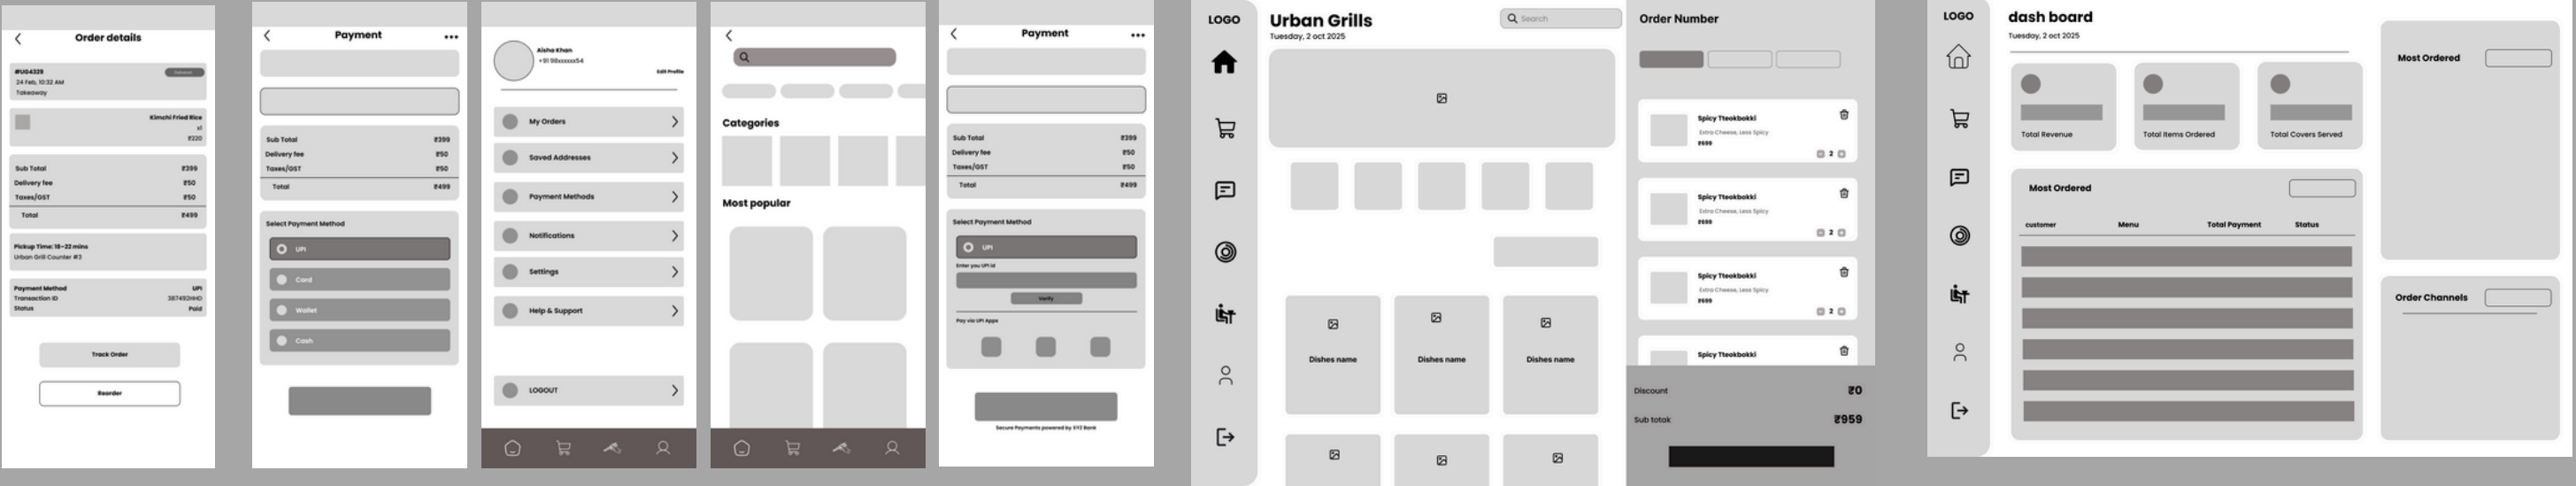 Order details
#UG4329
24 Feb, 10:32 AM
Takeaway
Kimchi Fried Rice
x1
₹220
Sub Total ₹399
Delivery fee ₹50
Taxes/GST ₹50
Total ₹499
Pickup Time: 18-22 mins
Urban Grill Counter #3
Payment Method UPI
Transaction ID 387492HHD
Status Paid
Track Order
Reorder
Payment
Sub Total ₹399
Delivery fee ₹50
Taxes/GST ₹50
Total ₹499
Select Payment Method
UPI
Card
Wallet
Cash
Aisha Khan
+91 98xxxxxx54
Edit Profile
My Orders
Saved Addresses
Payment Methods
Notifications
Settings
Help & Support
LOGOUT
Categories
Most popular
Payment
Sub Total ₹399
Delivery fee ₹50
Taxes/GST ₹50
Total ₹499
Select Payment Method
UPI
Enter you UPI id
Verify
Pay via UPI Apps
Secure Payments powered by XYZ Bank
LOGO
Urban Grills
Tuesday, 2 oct 2025
Search
Dishes name
Dishes name
Dishes name
Order Number
Spicy Tteokbokki
Extra Cheese, Less Spicy
₹699
2
Spicy Tteokbokki
Extra Cheese, Less Spicy
₹699
2
Spicy Tteokbokki
Extra Cheese, Less Spicy
₹699
2
Spicy Tteokbokki
Discount ₹0
Sub totak ₹959
LOGO
dash board
Tuesday, 2 oct 2025
Total Revenue
Total Items Ordered
Total Covers Served
Most Ordered
customer Menu Total Payment Status
Most Ordered
Order Channels